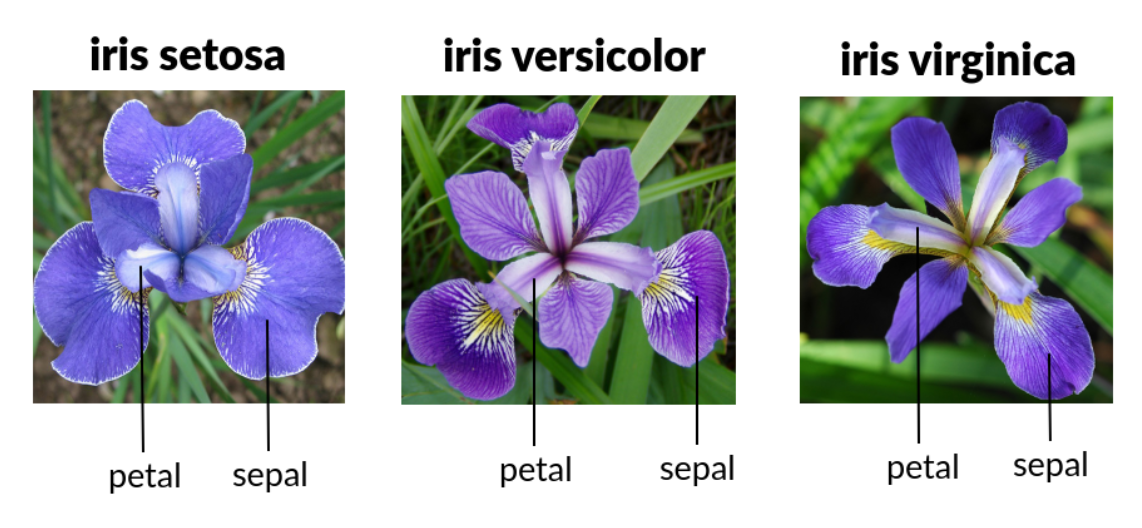 iris setosa
iris versicolor
iris virginica
petal
sepal
petal
sepal
petal
sepal